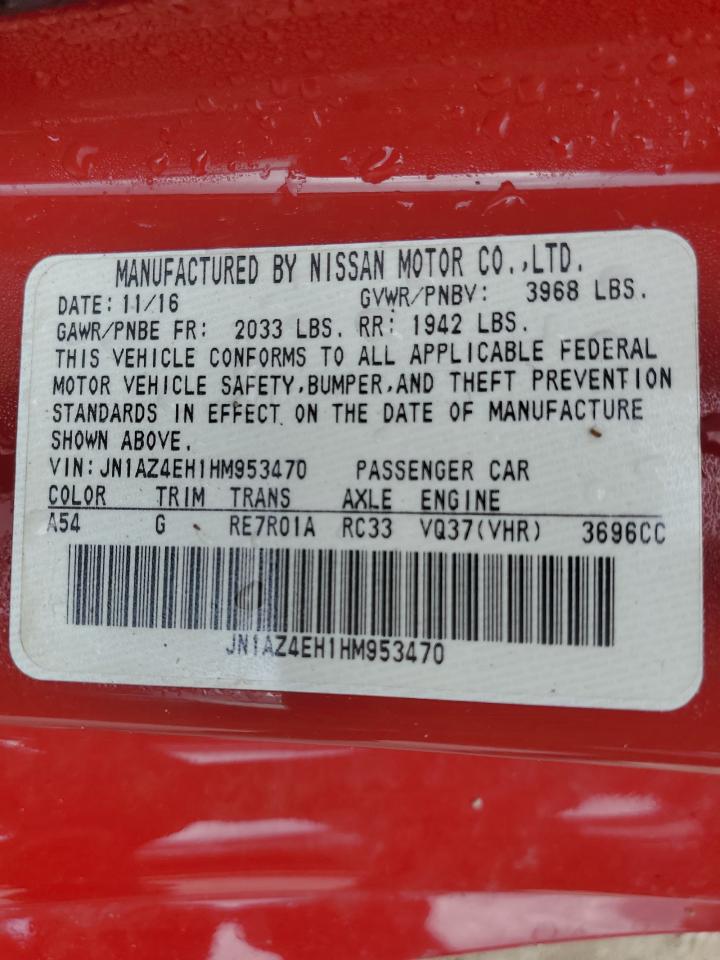 MANUFACTURED BY NISSAN MOTOR CO.,LTD.
DATE: 11/16 GVWR/PNBV: 3968 LBS.
GAWR/PNBE FR: 2033 LBS. RR: 1942 LBS.
THIS VEHICLE CONFORMS TO ALL APPLICABLE FEDERAL
MOTOR VEHICLE SAFETY,BUMPER,AND THEFT PREVENTION
STANDARDS IN EFFECT ON THE DATE OF MANUFACTURE
SHOWN ABOVE.
VIN:JN1AZ4EH1HM953470 PASSENGER CAR
COLOR TRIM TRANS AXLE ENGINE
A54 G RE7R01A RC33 VQ37(VHR) 3696CC
JN1AZ4EH1HM953470